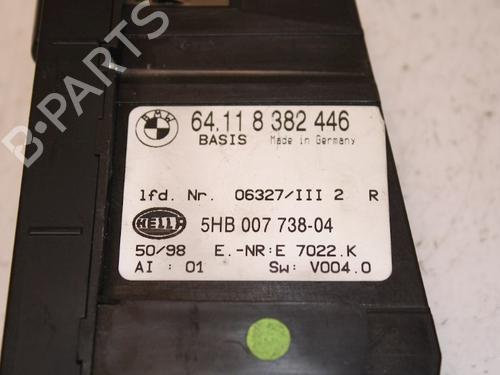 BMW
64.11 8 382 446
BASIS Made in Germany
lfd. Nr. 06327/III 2 R
HELLA 5HB 007 738-04
50/98 E.-NR:E 7022.K
AI : 01 SW: V004.0
B-PARTS